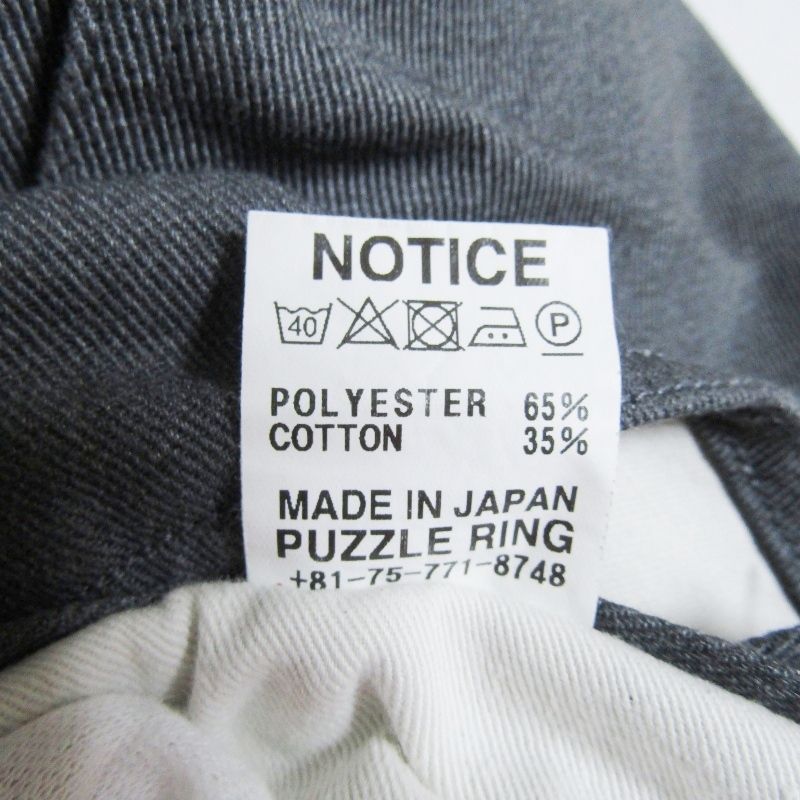 NOTICE
40 P
POLYESTER 65%
COTTON 35%
MADE IN JAPAN
PUZZLE RING
+81-75-771-8748